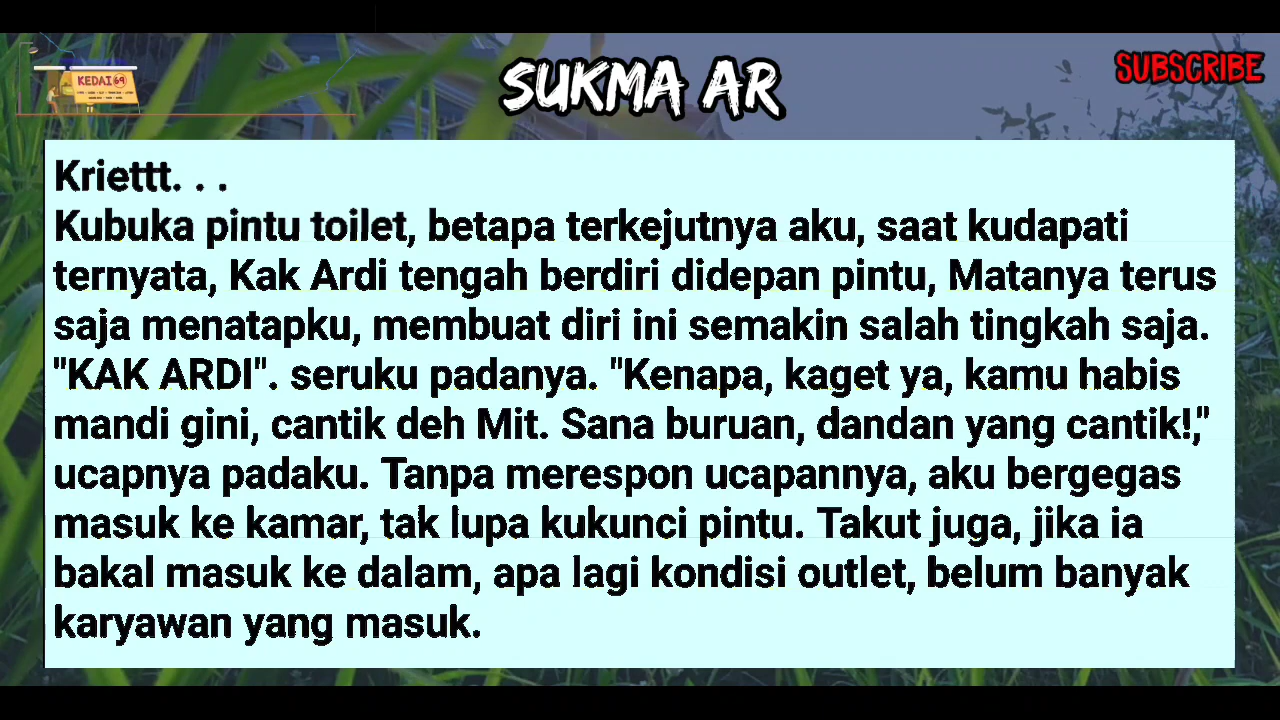 KEDAI 69
SUKMA AR
SUBSCRIBE
Kriettt. . .
Kubuka pintu toilet, betapa terkejutnya aku, saat kudapati
ternyata, Kak Ardi tengah berdiri didepan pintu, Matanya terus
saja menatapku, membuat diri ini semakin salah tingkah saja.
"KAK ARDI". seruku padanya. "Kenapa, kaget ya, kamu habis
mandi gini, cantik deh Mit. Sana buruan, dandan yang cantik!,"
ucapnya padaku. Tanpa merespon ucapannya, aku bergegas
masuk ke kamar, tak lupa kukunci pintu. Takut juga, jika ia
bakal masuk ke dalam, apa lagi kondisi outlet, belum banyak
karyawan yang masuk.